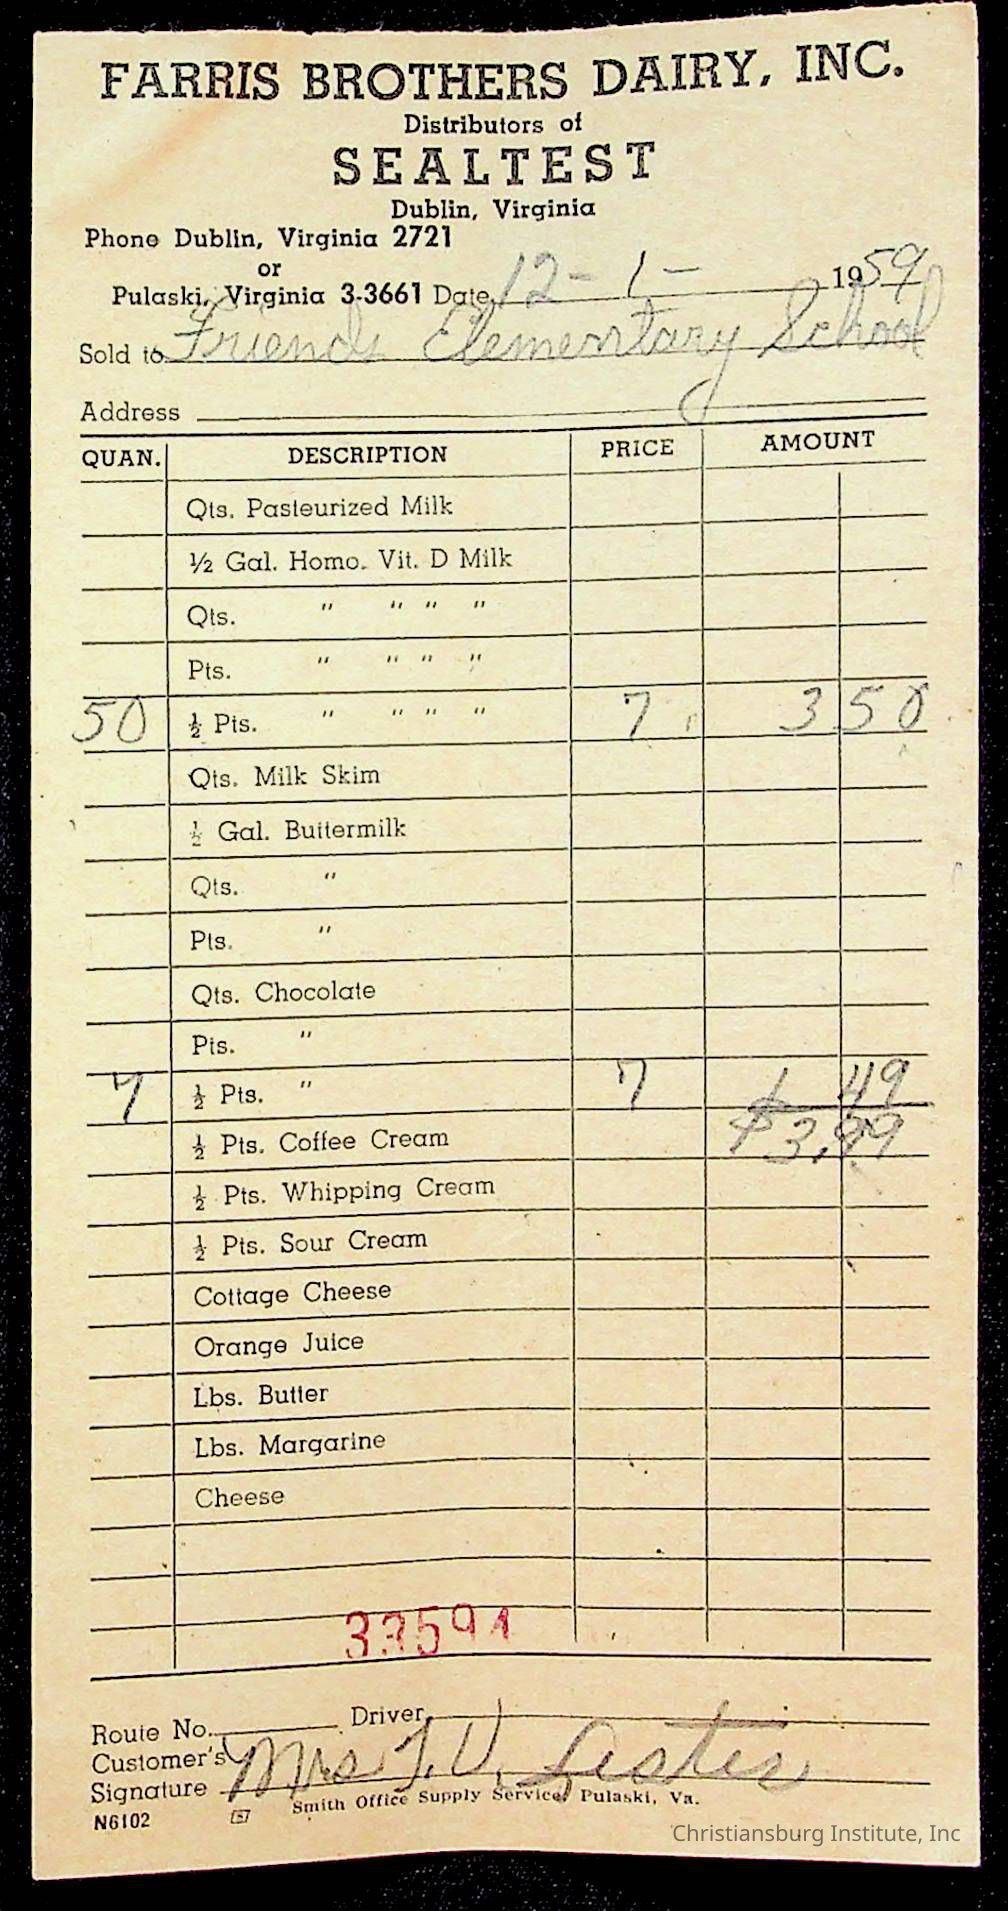 FARRIS BROTHERS DAIRY, INC.
Distributors of
SEALTEST
Dublin, Virginia
Phone Dublin, Virginia 2721
or
Pulaski, Virginia 3-3661 Date 12 - 1 - 1959
Sold to Friends Elementary School
Address
QUAN. DESCRIPTION PRICE AMOUNT
Qts. Pasteurized Milk
½ Gal. Homo. Vit. D Milk
Qts. " " " "
Pts. " " " "
50 ½ Pts. " " " " 7 3 50
Qts. Milk Skim
½ Gal. Buttermilk
Qts. "
Pts. "
Qts. Chocolate
Pts. "
7 ½ Pts. " 7 49
½ Pts. Coffee Cream $3.99
½ Pts. Whipping Cream
½ Pts. Sour Cream
Cottage Cheese
Orange Juice
Lbs. Butter
Lbs. Margarine
Cheese
33594
Route No. Driver
Customer's
Signature Mrs T. V. Lester
Smith Office Supply Service, Pulaski, Va.
N6102
Christiansburg Institute, Inc